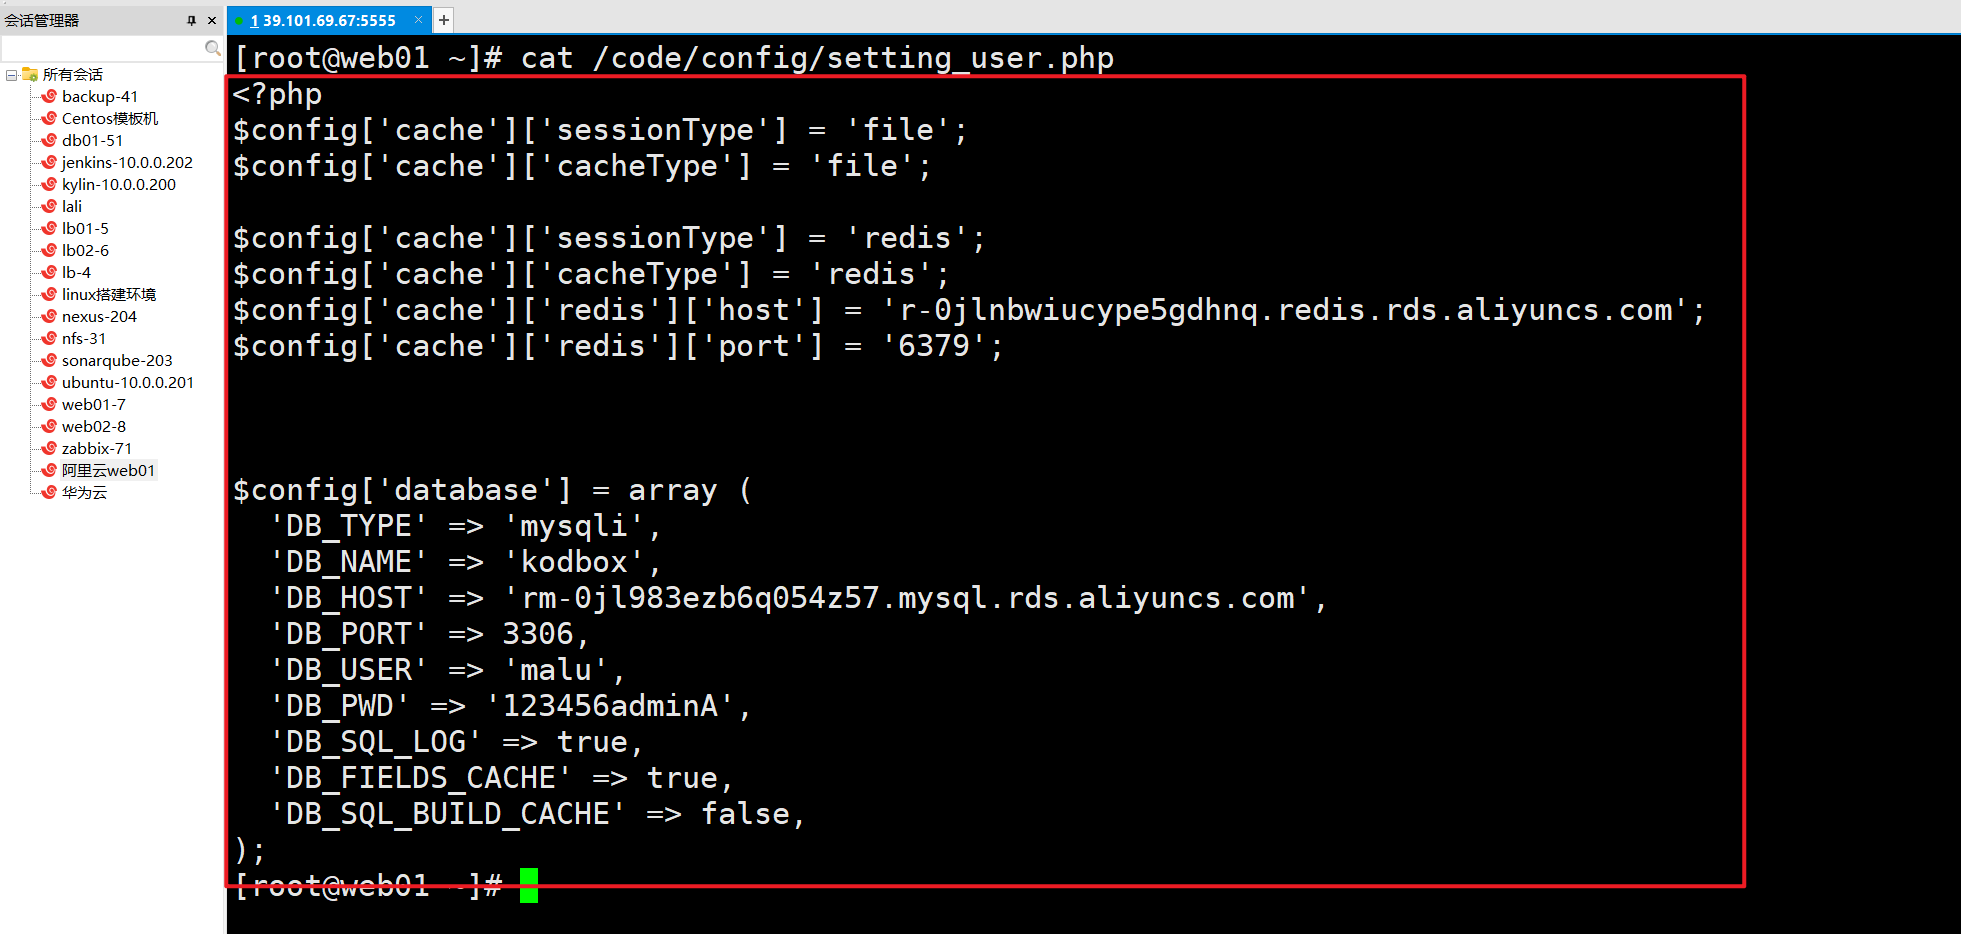 会话管理器
1 39.101.69.67:5555
所有会话
backup-41
Centos模板机
db01-51
jenkins-10.0.0.202
kylin-10.0.0.200
lali
lb01-5
lb02-6
lb-4
linux搭建环境
nexus-204
nfs-31
sonarqube-203
ubuntu-10.0.0.201
web01-7
web02-8
zabbix-71
阿里云web01
华为云
[root@web01 ~]# cat /code/config/setting_user.php
<?php
$config['cache']['sessionType'] = 'file';
$config['cache']['cacheType'] = 'file';
$config['cache']['sessionType'] = 'redis';
$config['cache']['cacheType'] = 'redis';
$config['cache']['redis']['host'] = 'r-0jlnbwiucype5gdhnq.redis.rds.aliyuncs.com';
$config['cache']['redis']['port'] = '6379';
$config['database'] = array (
  'DB_TYPE' => 'mysqli',
  'DB_NAME' => 'kodbox',
  'DB_HOST' => 'rm-0jl983ezb6q054z57.mysql.rds.aliyuncs.com',
  'DB_PORT' => 3306,
  'DB_USER' => 'malu',
  'DB_PWD' => '123456adminA',
  'DB_SQL_LOG' => true,
  'DB_FIELDS_CACHE' => true,
  'DB_SQL_BUILD_CACHE' => false,
);
[root@web01 ~]#